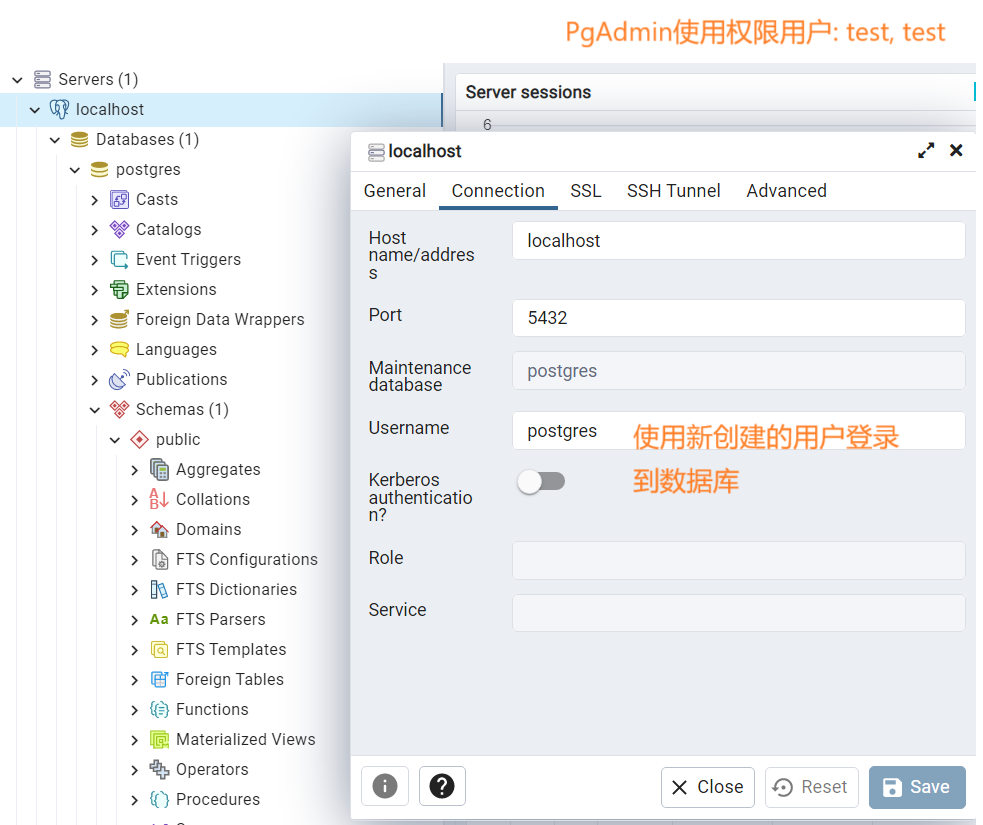 PgAdmin使用权限用户: test, test
Servers (1)
localhost
Databases (1)
postgres
Casts
Catalogs
Event Triggers
Extensions
Foreign Data Wrappers
Languages
Publications
Schemas (1)
public
Aggregates
Collations
Domains
FTS Configurations
FTS Dictionaries
Aa FTS Parsers
FTS Templates
Foreign Tables
Functions
Materialized Views
Operators
Procedures
Server sessions
6
localhost
General Connection SSL SSH Tunnel Advanced
Host
name/addres
s
localhost
Port
5432
Maintenance
database
postgres
Username
postgres
使用新创建的用户登录
到数据库
Kerberos
authenticatio
n?
Role
Service
Close Reset Save